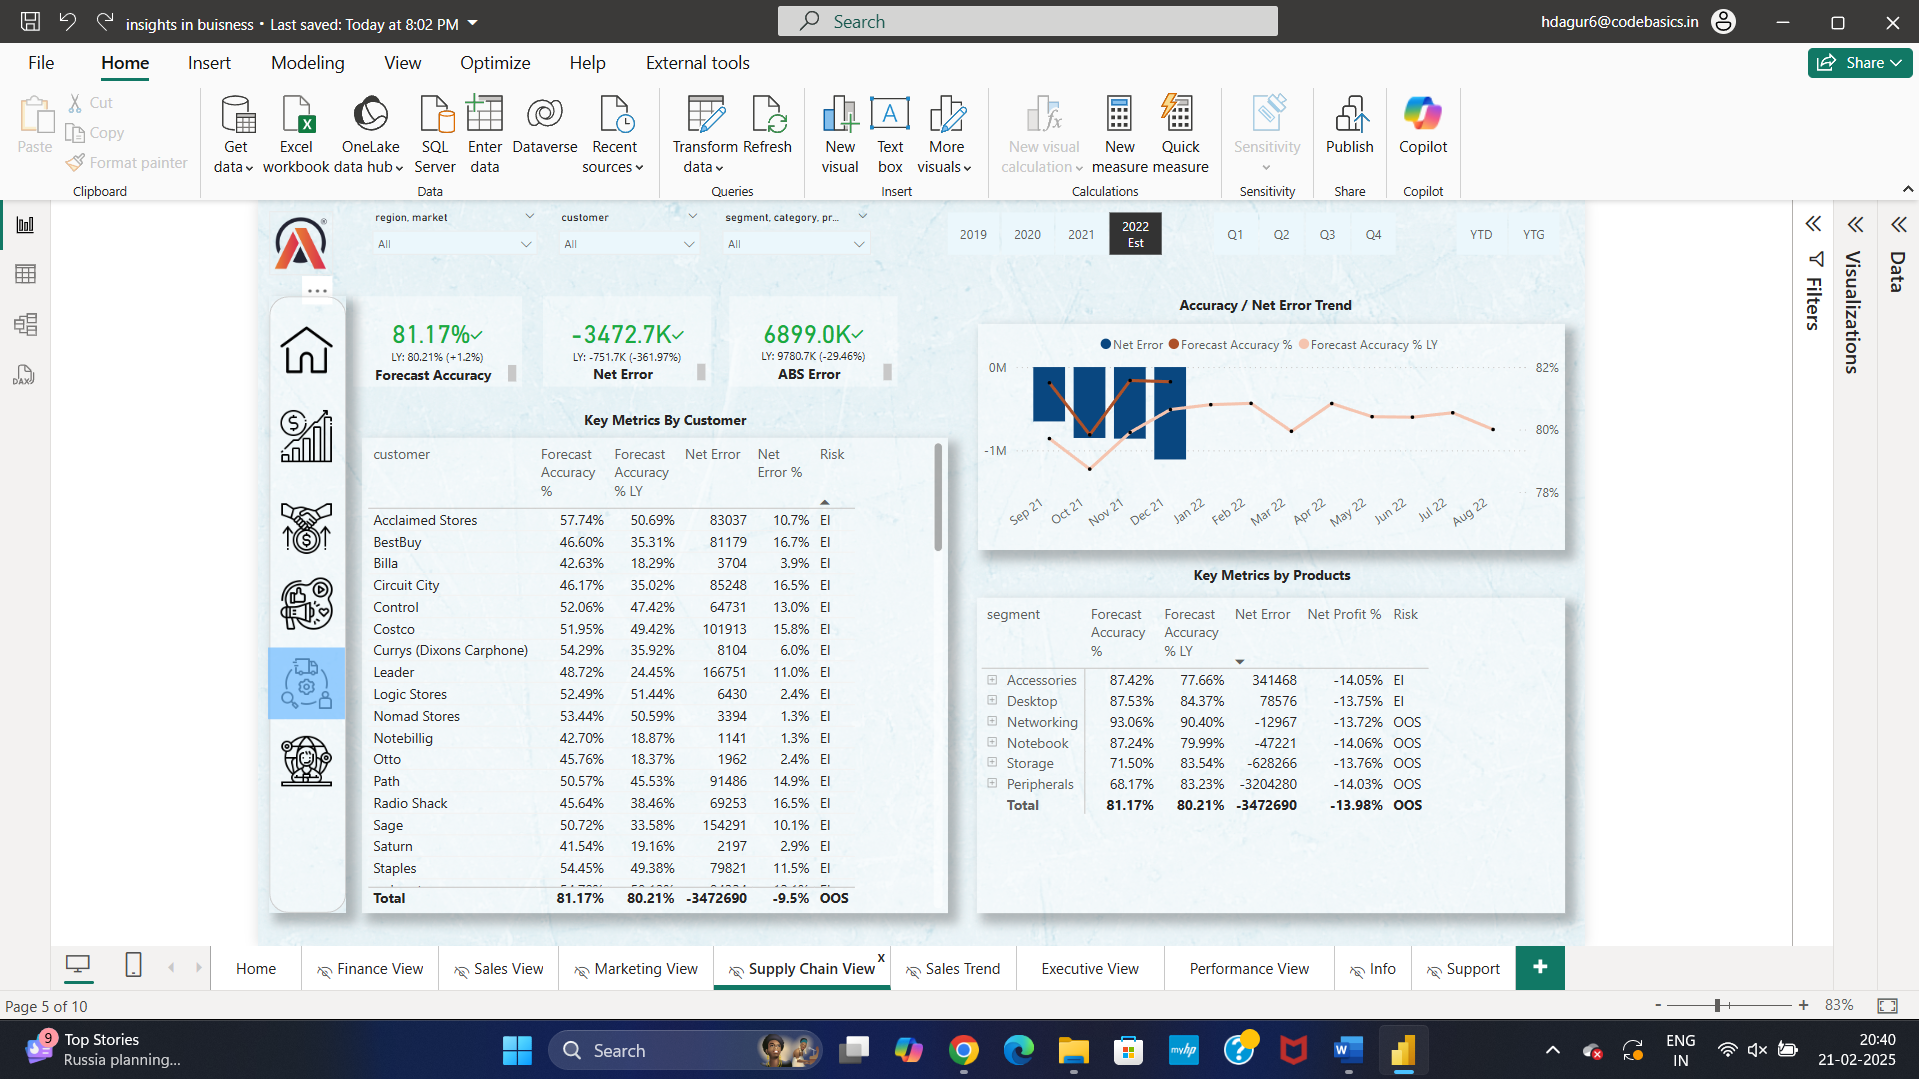 insights in buisness • Last saved: Today at 8:02 PM
Search
hdagur6@codebasics.in
File
Home
Insert
Modeling
View
Optimize
Help
External tools
Share
Paste
Cut
Copy
Format painter
Clipboard
Get data
Excel workbook
OneLake data hub
SQL Server
Enter data
Dataverse
Recent sources
Data
Transform data
Refresh
Queries
New visual
Text box
More visuals
Insert
New visual calculation
New measure
Quick measure
Calculations
Sensitivity
Sensitivity
Publish
Share
Copilot
Copilot
region, market
customer
segment, category, pr...
All
All
All
2019
2020
2021
2022 Est
Q1
Q2
Q3
Q4
YTD
YTG
Filters
Visualizations
Data
81.17%
LY: 80.21% (+1.2%)
Forecast Accuracy
-3472.7K
LY: -751.7K (-361.97%)
Net Error
6899.0K
LY: 9780.7K (-29.46%)
ABS Error
Accuracy / Net Error Trend
Net Error Forecast Accuracy % Forecast Accuracy % LY
0M
-1M
82%
80%
78%
Sep 21
Oct 21
Nov 21
Dec 21
Jan 22
Feb 22
Mar 22
Apr 22
May 22
Jun 22
Jul 22
Aug 22
Key Metrics By Customer
customer Forecast Accuracy % Forecast Accuracy % LY Net Error Net Error % Risk
Acclaimed Stores 57.74% 50.69% 83037 10.7% EI
BestBuy 46.60% 35.31% 81179 16.7% EI
Billa 42.63% 18.29% 3704 3.9% EI
Circuit City 46.17% 35.02% 85248 16.5% EI
Control 52.06% 47.42% 64731 13.0% EI
Costco 51.95% 49.42% 101913 15.8% EI
Currys (Dixons Carphone) 54.29% 35.92% 8104 6.0% EI
Leader 48.72% 24.45% 166751 11.0% EI
Logic Stores 52.49% 51.44% 6430 2.4% EI
Nomad Stores 53.44% 50.59% 3394 1.3% EI
Notebillig 42.70% 18.87% 1141 1.3% EI
Otto 45.76% 18.37% 1962 2.4% EI
Path 50.57% 45.53% 91486 14.9% EI
Radio Shack 45.64% 38.46% 69253 16.5% EI
Sage 50.72% 33.58% 154291 10.1% EI
Saturn 41.54% 19.16% 2197 2.9% EI
Staples 54.45% 49.38% 79821 11.5% EI
Total 81.17% 80.21% -3472690 -9.5% OOS
Key Metrics by Products
segment Forecast Accuracy % Forecast Accuracy % LY Net Error Net Profit % Risk
Accessories 87.42% 77.66% 341468 -14.05% EI
Desktop 87.53% 84.37% 78576 -13.75% EI
Networking 93.06% 90.40% -12967 -13.72% OOS
Notebook 87.24% 79.99% -47221 -14.06% OOS
Storage 71.50% 83.54% -628266 -13.76% OOS
Peripherals 68.17% 83.23% -3204280 -14.03% OOS
Total 81.17% 80.21% -3472690 -13.98% OOS
Home
Finance View
Sales View
Marketing View
Supply Chain View
x
Sales Trend
Executive View
Performance View
Info
Support
Page 5 of 10
83%
9
Top Stories
Russia planning...
Search
myhp
ENG
IN
20:40
21-02-2025